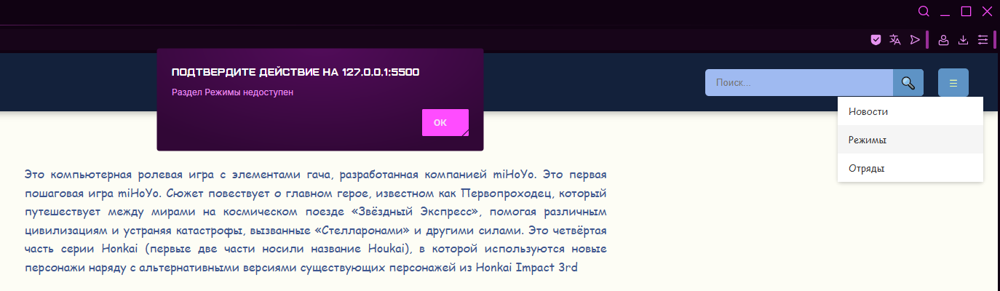 ПОДТВЕРДИТЕ ДЕЙСТВИЕ НА 127.0.0.1:5500
Раздел Режимы недоступен
ОК
Поиск...
Новости
Режимы
Отряды
Это компьютерная ролевая игра с элементами гача, разработанная компанией miHoYo. Это первая
пошаговая игра miHoYo. Сюжет повествует о главном герое, известном как Первопроходец, который
путешествует между мирами на космическом поезде «Звёздный Экспресс», помогая различным
цивилизациям и устраняя катастрофы, вызванные «Стелларонами» и другими силами. Это четвёртая
часть серии Honkai (первые две части носили название Houkai), в которой используются новые
персонажи наряду с альтернативными версиями существующих персонажей из Honkai Impact 3rd